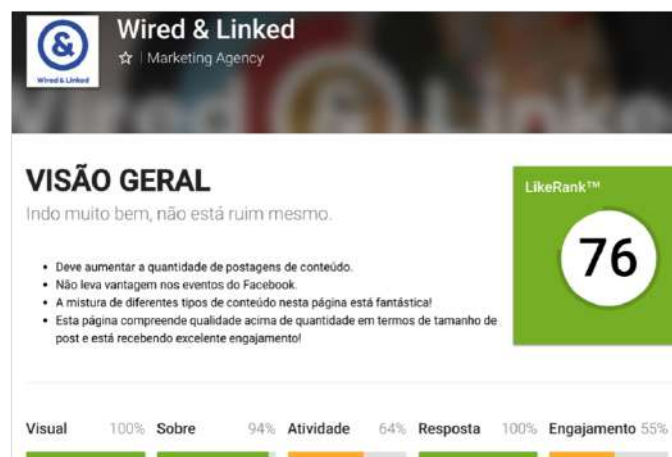 Wired & Linked
☆ | Marketing Agency
&
Wired & Linked
Wired & Linked
VISÃO GERAL
Indo muito bem, não está ruim mesmo.
LikeRank™
76
• Deve aumentar a quantidade de postagens de conteúdo.
• Não leva vantagem nos eventos do Facebook.
• A mistura de diferentes tipos de conteúdo nesta página está fantástica!
• Esta página compreende qualidade acima de quantidade em termos de tamanho de
post e está recebendo excelente engajamento!
Visual 100% Sobre 94% Atividade 64% Resposta 100% Engajamento 55%